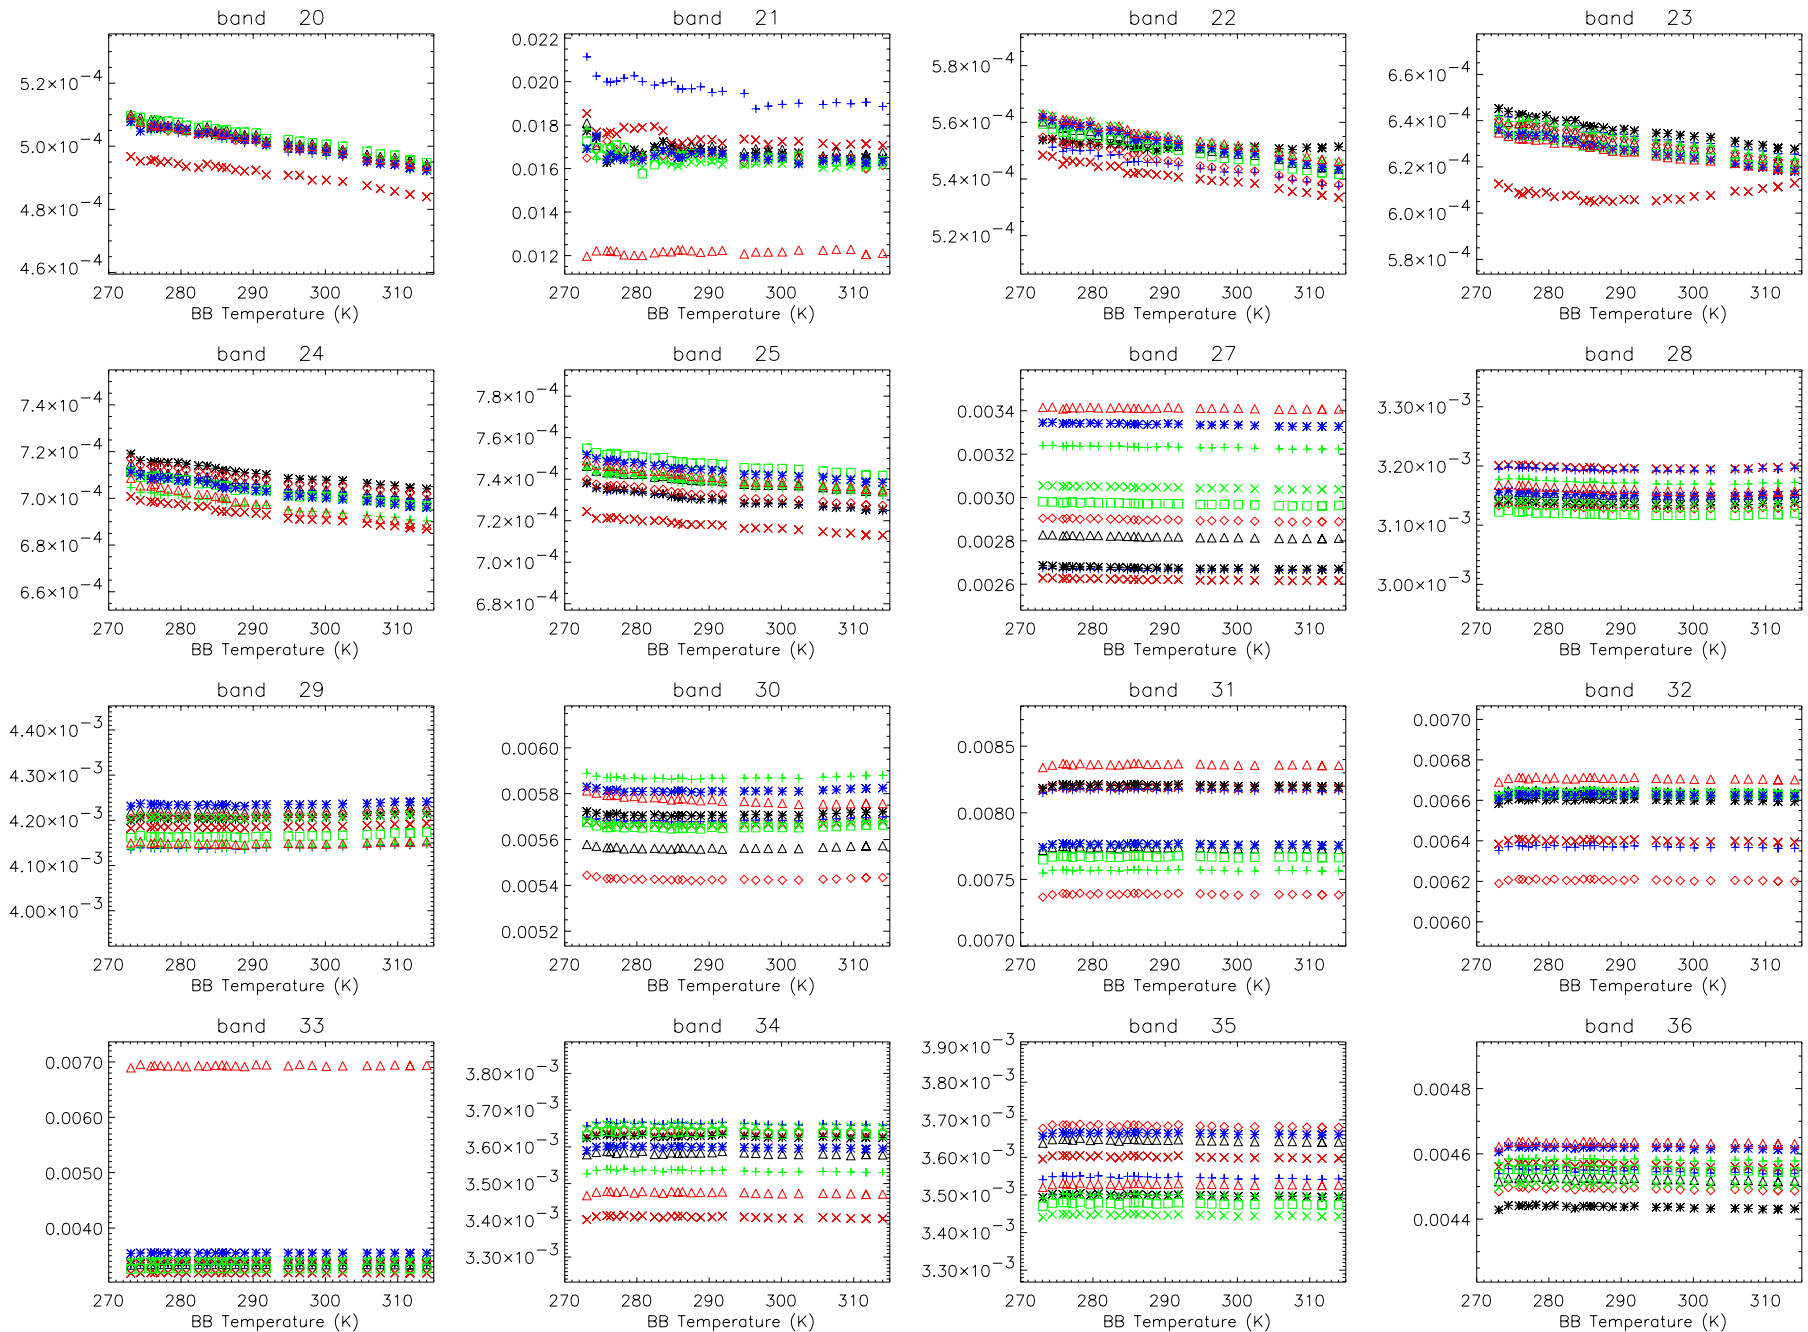 band 20
5.2×10−4
5.0×10−4
4.8×10−4
4.6×10−4
270 280 290 300 310
BB Temperature (K)
band 21
0.022
0.020
0.018
0.016
0.014
0.012
270 280 290 300 310
BB Temperature (K)
band 22
5.8×10−4
5.6×10−4
5.4×10−4
5.2×10−4
270 280 290 300 310
BB Temperature (K)
band 23
6.6×10−4
6.4×10−4
6.2×10−4
6.0×10−4
5.8×10−4
270 280 290 300 310
BB Temperature (K)
band 24
7.4×10−4
7.2×10−4
7.0×10−4
6.8×10−4
6.6×10−4
270 280 290 300 310
BB Temperature (K)
band 25
7.8×10−4
7.6×10−4
7.4×10−4
7.2×10−4
7.0×10−4
6.8×10−4
270 280 290 300 310
BB Temperature (K)
band 27
0.0034
0.0032
0.0030
0.0028
0.0026
270 280 290 300 310
BB Temperature (K)
band 28
3.30×10−3
3.20×10−3
3.10×10−3
3.00×10−3
270 280 290 300 310
BB Temperature (K)
band 29
4.40×10−3
4.30×10−3
4.20×10−3
4.10×10−3
4.00×10−3
270 280 290 300 310
BB Temperature (K)
band 30
0.0060
0.0058
0.0056
0.0054
0.0052
270 280 290 300 310
BB Temperature (K)
band 31
0.0085
0.0080
0.0075
0.0070
270 280 290 300 310
BB Temperature (K)
band 32
0.0070
0.0068
0.0066
0.0064
0.0062
0.0060
270 280 290 300 310
BB Temperature (K)
band 33
0.0070
0.0060
0.0050
0.0040
270 280 290 300 310
BB Temperature (K)
band 34
3.80×10−3
3.70×10−3
3.60×10−3
3.50×10−3
3.40×10−3
3.30×10−3
270 280 290 300 310
BB Temperature (K)
band 35
3.90×10−3
3.80×10−3
3.70×10−3
3.60×10−3
3.50×10−3
3.40×10−3
3.30×10−3
270 280 290 300 310
BB Temperature (K)
band 36
0.0048
0.0046
0.0044
270 280 290 300 310
BB Temperature (K)